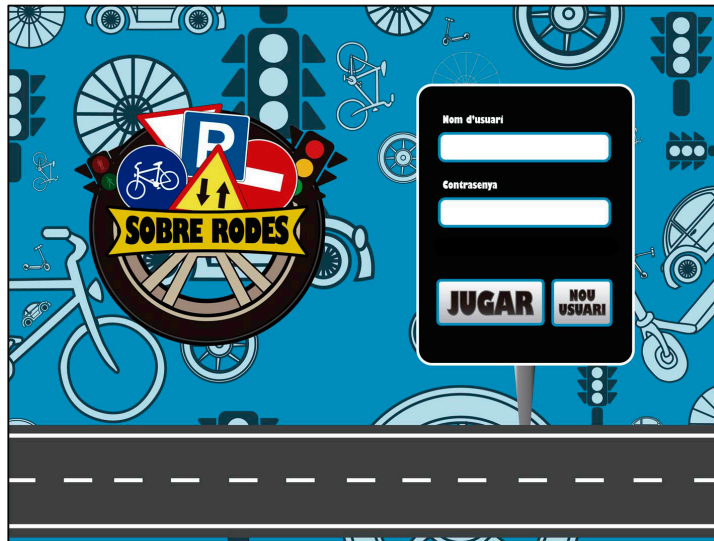 P
SOBRE RODES
Nom d'usuari
Contrasenya
JUGAR
NOU
USUARI